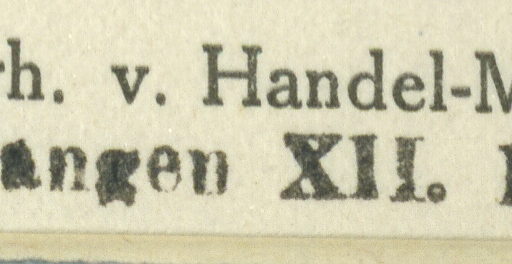 rh. v. Handel-M
angen XII.